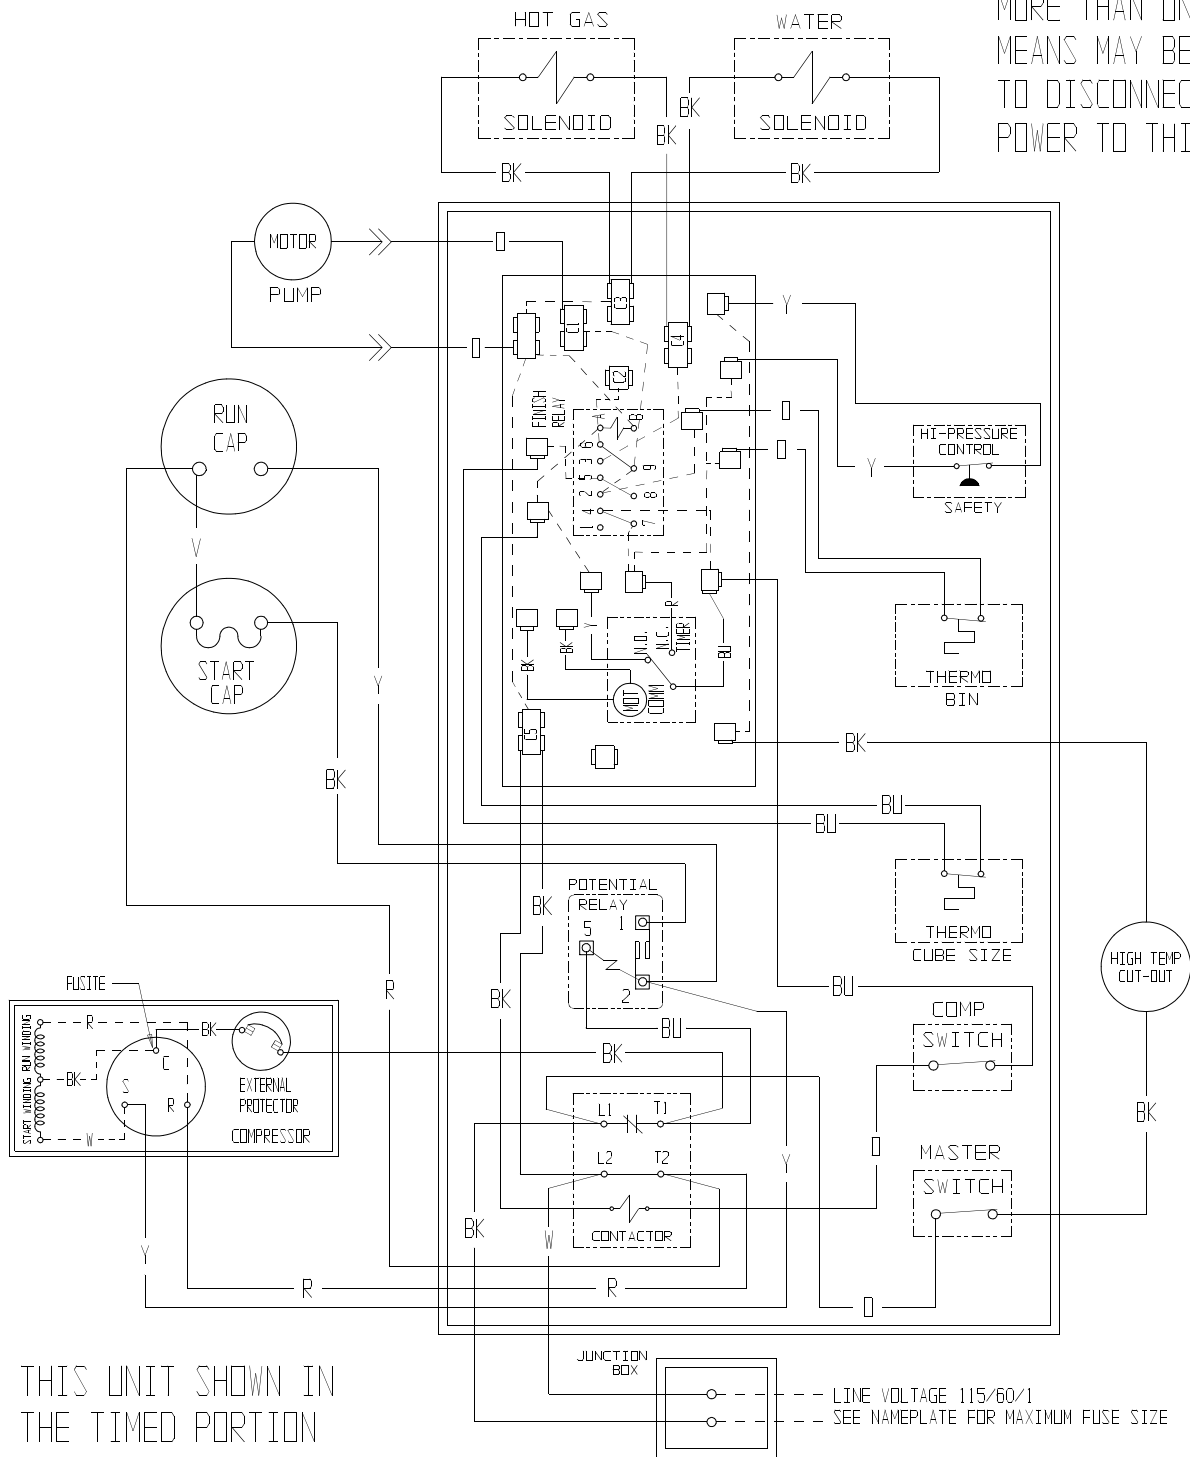 HOT GAS
SOLENOID
WATER
SOLENOID
MEANS MAY BE
TO DISCONNEC
POWER TO THI
BK
BK
BK
BK
MOTOR
PUMP
O
O
C1
C3
C4
C2
Y
RUN
CAP
V
START
CAP
FINISH
RELAY
A
B
6
3
5
2
4
1
9
8
7
O
O
Y
HI-PRESSURE
CONTROL
SAFETY
THERMO
BIN
R
Y
BK
BK
N.O.
N.C.
TIMER
BU
MOT
COMM
C5
Y
BK
BK
BU
BU
THERMO
CUBE SIZE
POTENTIAL
RELAY
5
1
2
BK
BK
R
HIGH TEMP
CUT-OUT
BU
COMP
SWITCH
FUSITE
START WINDING RUN WINDING
R
BK
W
BK
C
S
R
EXTERNAL
PROTECTOR
COMPRESSOR
BU
BK
L1
T1
L2
T2
CONTACTOR
Y
O
BK
MASTER
SWITCH
BK
W
Y
R
R
O
JUNCTION
BOX
LINE VOLTAGE 115/60/1
SEE NAMEPLATE FOR MAXIMUM FUSE SIZE
THIS UNIT SHOWN IN
THE TIMED PORTION